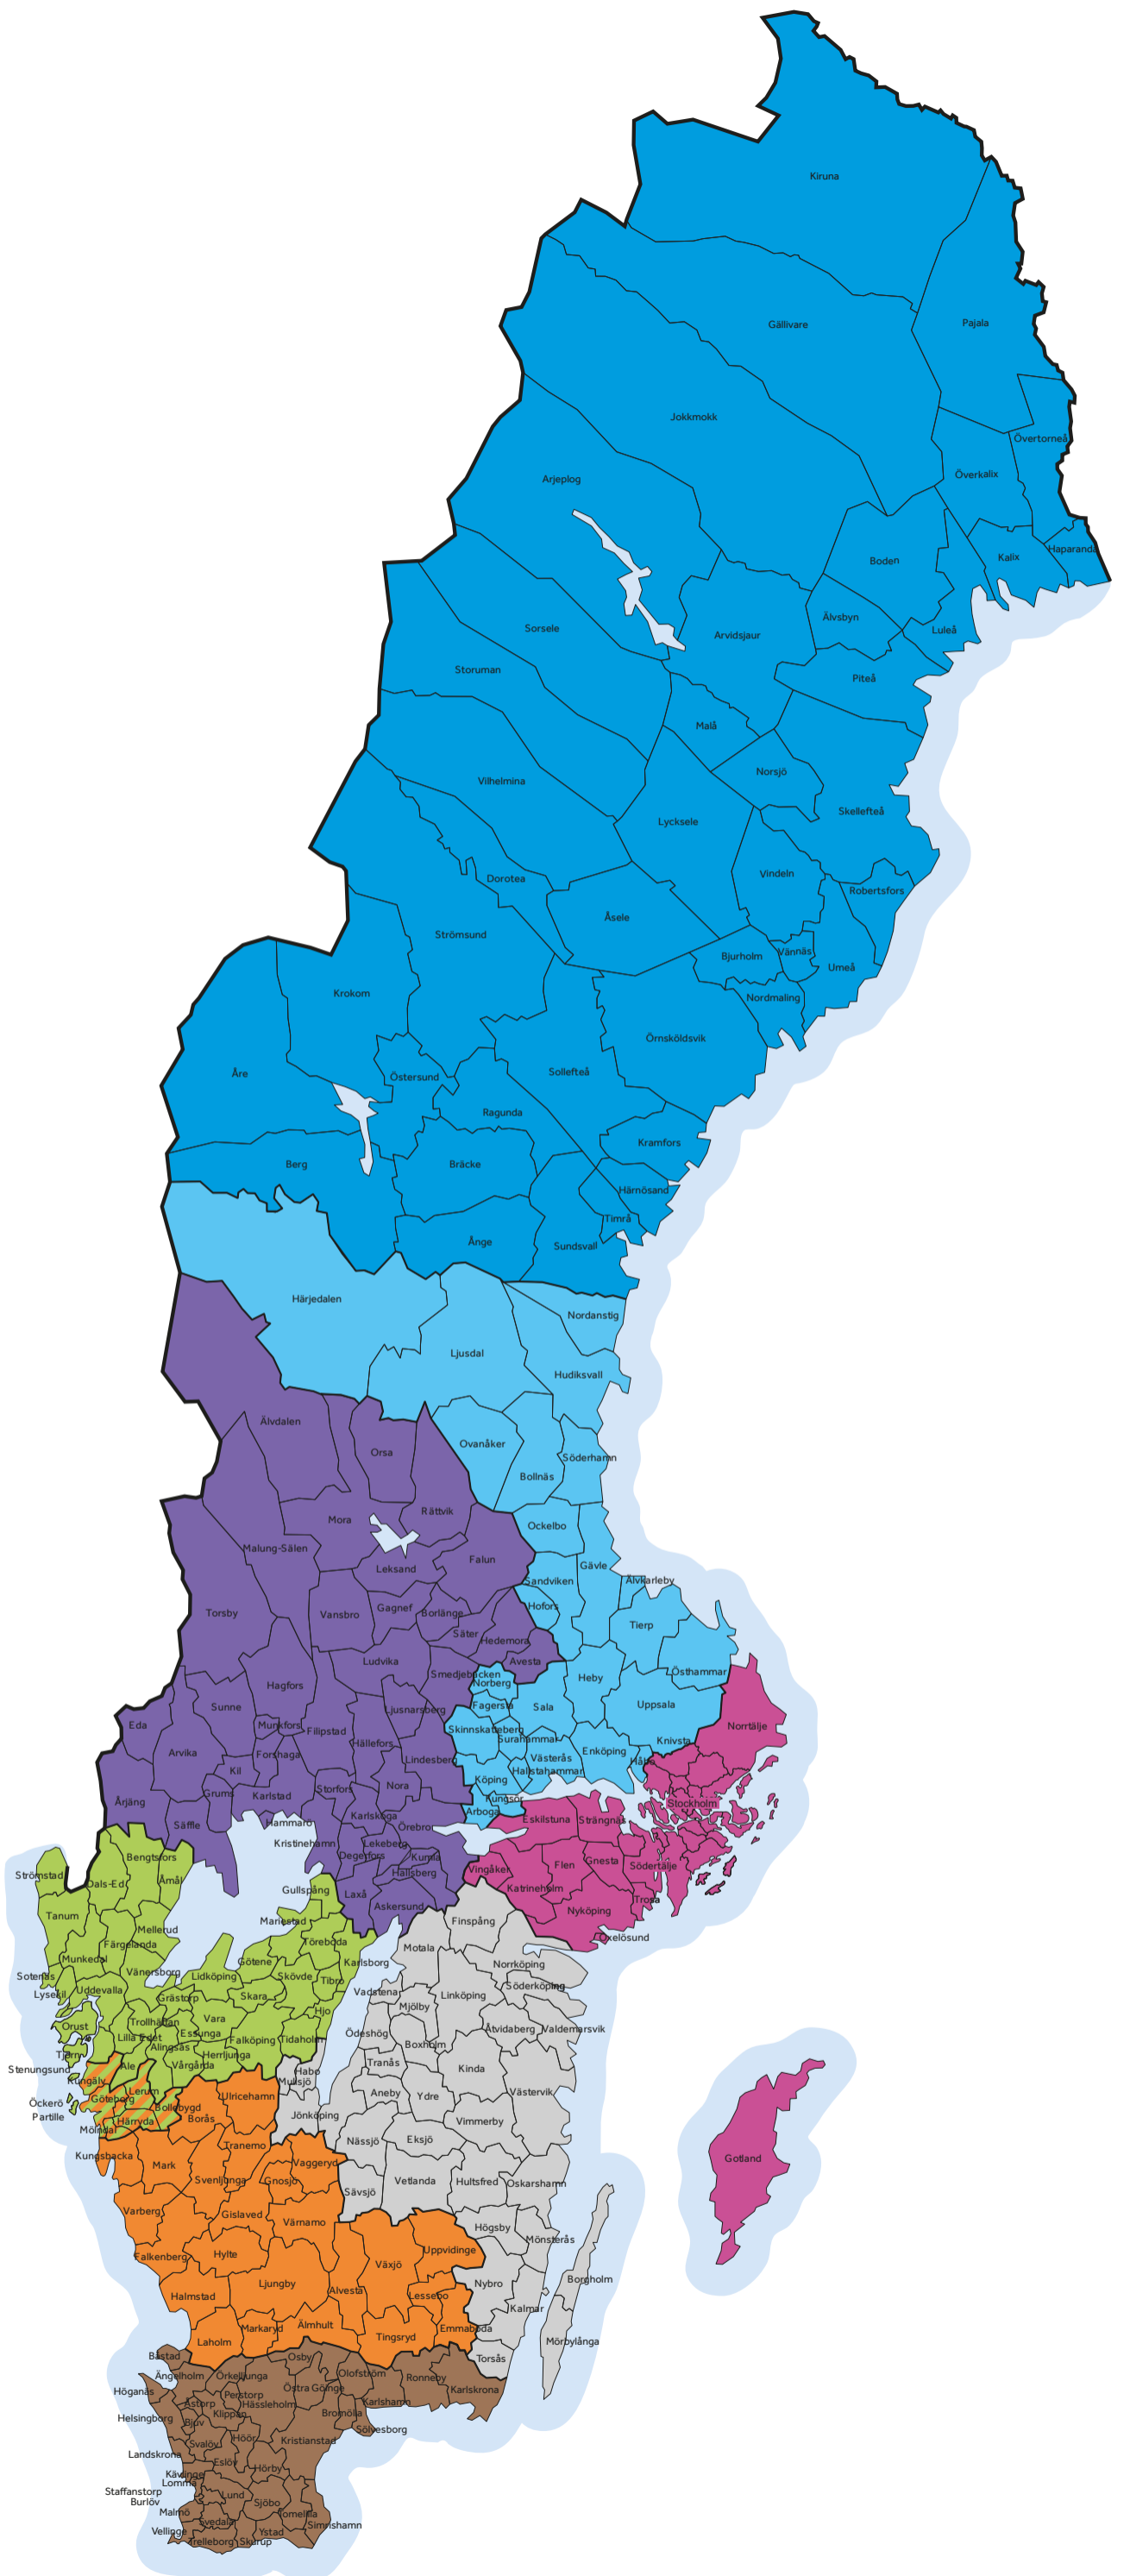 Kiruna
Gällivare
Pajala
Jokkmokk
Övertorneå
Överkalix
Arjeplog
Haparanda
Kalix
Boden
Älvsbyn
Sorsele
Luleå
Arvidsjaur
Storuman
Piteå
Malå
Norsjö
Vilhelmina
Skellefteå
Lycksele
Vindeln
Dorotea
Robertsfors
Åsele
Strömsund
Vännäs
Bjurholm
Umeå
Krokom
Nordmaling
Örnsköldsvik
Sollefteå
Åre
Östersund
Ragunda
Kramfors
Berg
Bräcke
Härnösand
Timrå
Ånge
Sundsvall
Härjedalen
Nordanstig
Ljusdal
Hudiksvall
Älvdalen
Ovanåker
Orsa
Söderhamn
Bollnäs
Rättvik
Mora
Ockelbo
Malung-Sälen
Falun
Gävle
Leksand
Sandviken
Älvkarleby
Hofors
Gagnef
Torsby
Vansbro
Borlänge
Tierp
Säter
Hedemora
Ludvika
Avesta
Smedjebacken
Östhammar
Heby
Norberg
Hagfors
Fagersta
Uppsala
Sunne
Sala
Ljusnarsberg
Eda
Munkfors
Norrtälje
Filipstad
Skinnskatteberg
Surahammar
Knivsta
Hällefors
Arvika
Forshaga
Enköping
Västerås
Lindesberg
Håbo
Kil
Hallstahammar
Köping
Nora
Storfors
Grums
Karlstad
Kungsör
Årjäng
Stockholm
Arboga
Karlskoga
Eskilstuna
Strängnäs
Hammarö
Säffle
Örebro
Kristinehamn
Lekeberg
Degerfors
Kumla
Bengtsfors
Gnesta
Flen
Södertälje
Vingåker
Hallsberg
Strömstad
Åmål
Dals-Ed
Gullspång
Katrineholm
Laxå
Trosa
Askersund
Nyköping
Tanum
Mariestad
Finspång
Mellerud
Oxelösund
Töreboda
Färgelanda
Motala
Munkedal
Götene
Karlsborg
Norrköping
Vänersborg
Sotenäs
Lidköping
Skövde
Tibro
Söderköping
Uddevalla
Vadstena
Lysekil
Skara
Linköping
Grästorp
Mjölby
Hjo
Vara
Trollhättan
Orust
Åtvidaberg
Valdemarsvik
Essunga
Ödeshög
Lilla Edet
Falköping
Tidaholm
Boxholm
Alingsås
Tjörn
Herrljunga
Tranås
Ale
Vårgårda
Kinda
Stenungsund
Habo
Kungälv
Mullsjö
Lerum
Aneby
Västervik
Ydre
Göteborg
Ulricehamn
Öckerö
Bollebygd
Jönköping
Partille
Borås
Härryda
Vimmerby
Mölndal
Eksjö
Nässjö
Tranemo
Kungsbacka
Gotland
Mark
Vaggeryd
Svenljunga
Gnosjö
Vetlanda
Hultsfred
Oskarshamn
Sävsjö
Varberg
Gislaved
Värnamo
Högsby
Mönsterås
Uppvidinge
Hylte
Falkenberg
Växjö
Borgholm
Ljungby
Nybro
Alvesta
Halmstad
Lessebo
Kalmar
Älmhult
Markaryd
Emmaboda
Tingsryd
Laholm
Mörbylånga
Båstad
Osby
Torsås
Ängelholm
Örkelljunga
Olofström
Ronneby
Östra Göinge
Karlskrona
Höganäs
Perstorp
Åstorp
Hässleholm
Karlshamn
Klippan
Bromölla
Helsingborg
Bjuv
Sölvesborg
Höör
Kristianstad
Svalöv
Landskrona
Eslöv
Hörby
Kävlinge
Lomma
Staffanstorp
Lund
Burlöv
Sjöbo
Malmö
Tomelilla
Svedala
Simrishamn
Vellinge
Ystad
Trelleborg
Skurup